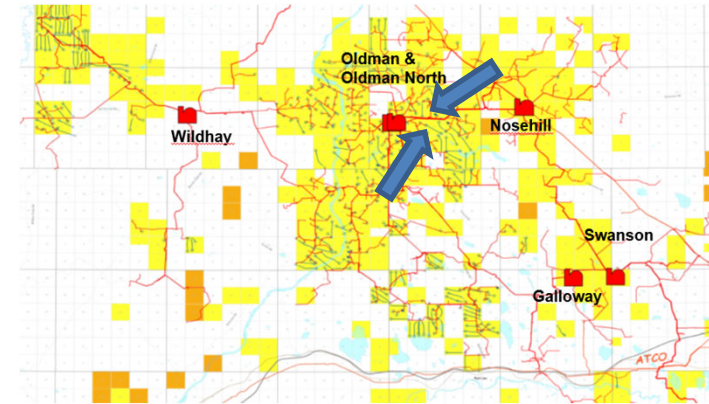 Oldman &
Oldman North
Wildhay
Nosehill
Swanson
Galloway
ATCO